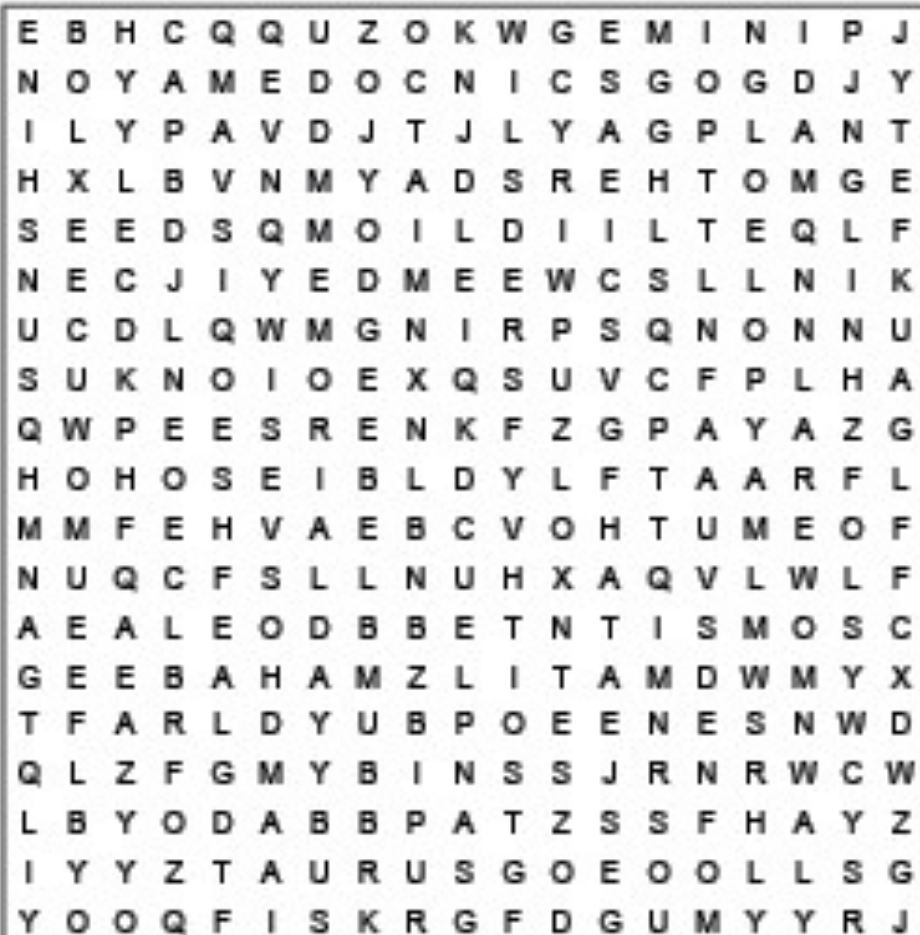 E B H C Q Q U Z O K W G E M I N I P J
N O Y A M E D O C N I C S G O G D J Y
I L Y P A V D J T J L Y A G P L A N T
H X L B V N M Y A D S R E H T O M G E
S E E D S Q M O I L D I I L T E Q L F
N E C J I Y E D M E E W C S L L N I K
U C D L Q W M G N I R P S Q N O N N U
S U K N O I O E X Q S U V C F P L H A
Q W P E E S R E N K F Z G P A Y A Z G
H O H O S E I B L D Y L F T A A R F L
M M F E H V A E B C V O H T U M E O F
N U Q C F S L L N U H X A Q V L W L F
A E A L E O D B B E T N T I S M O S C
G E E B A H A M Z L I T A M D W M Y X
T F A R L D Y U B P O E E N E S N W D
Q L Z F G M Y B I N S S J R N R W C W
L B Y O D A B B P A T Z S S F H A Y Z
I Y Y Z T A U R U S G O E O O L L S G
Y O O Q F I S K R G F D G U M Y Y R J